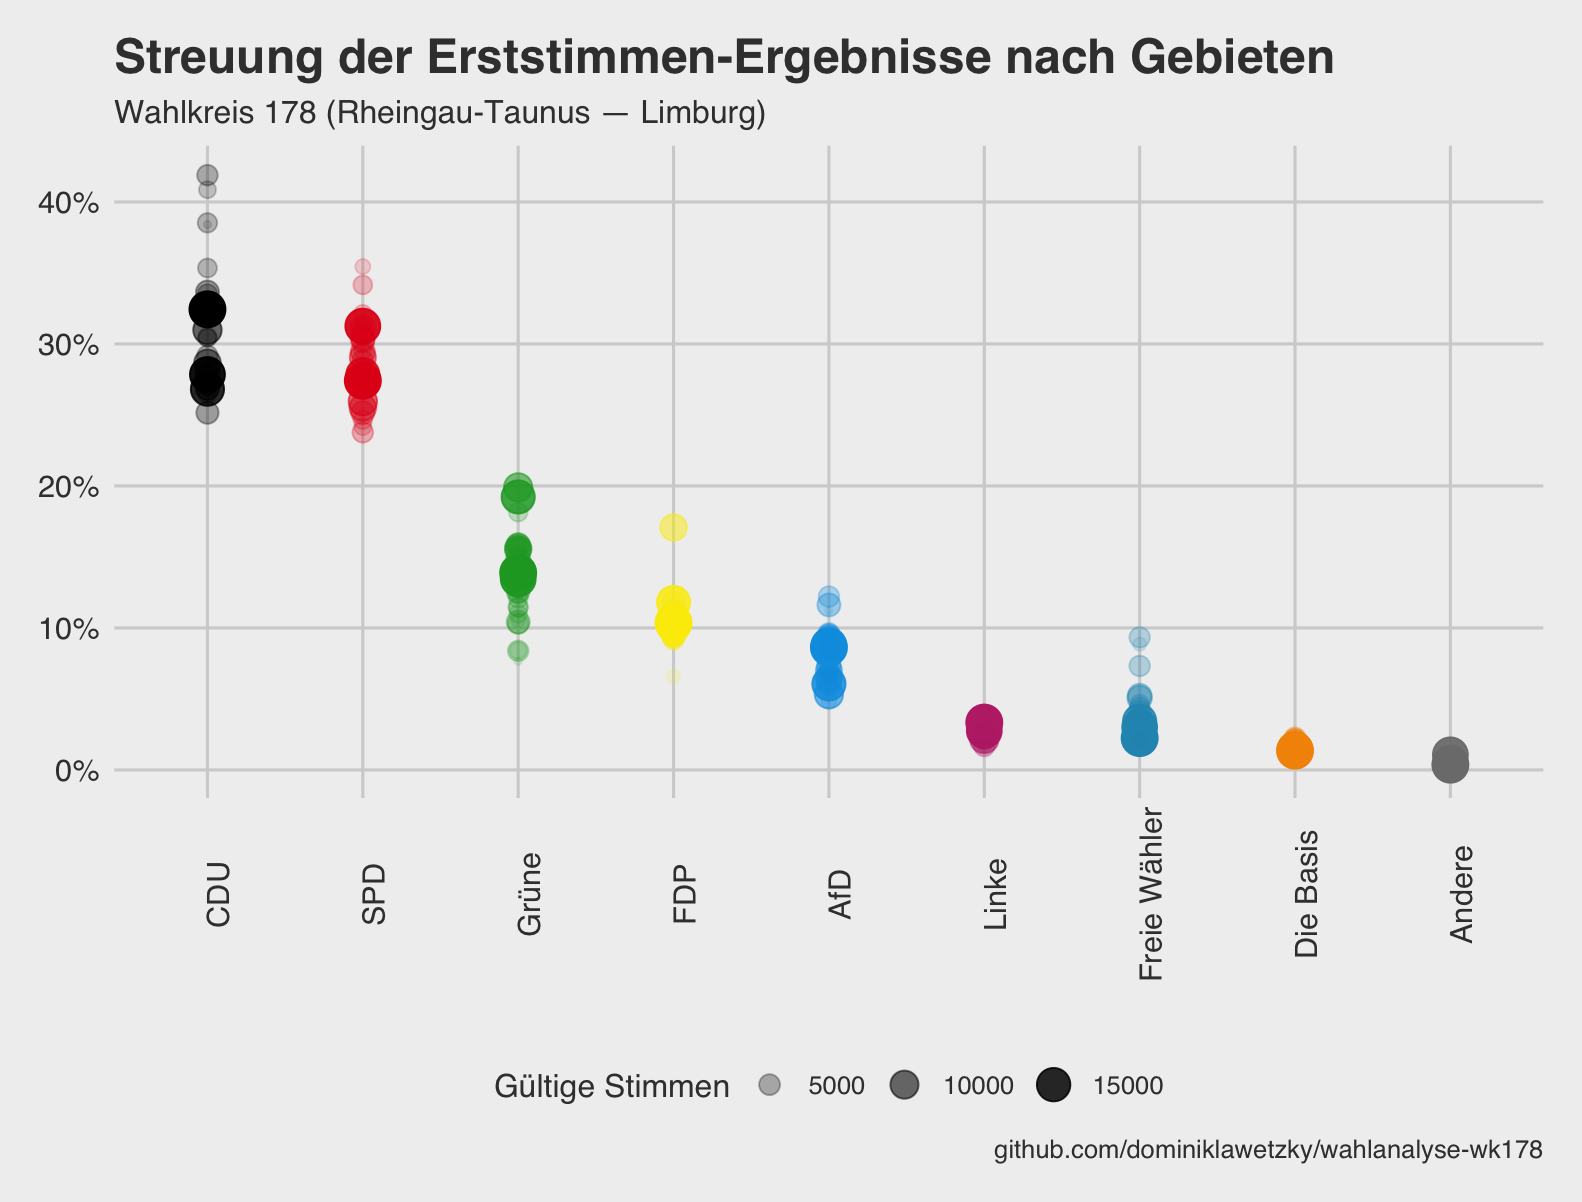 Streuung der Erststimmen-Ergebnisse nach Gebieten
Wahlkreis 178 (Rheingau-Taunus — Limburg)
40%
30%
20%
10%
0%
CDU
SPD
Grüne
FDP
AfD
Linke
Freie Wähler
Die Basis
Andere
Gültige Stimmen 5000 10000 15000
github.com/dominiklawetzky/wahlanalyse-wk178